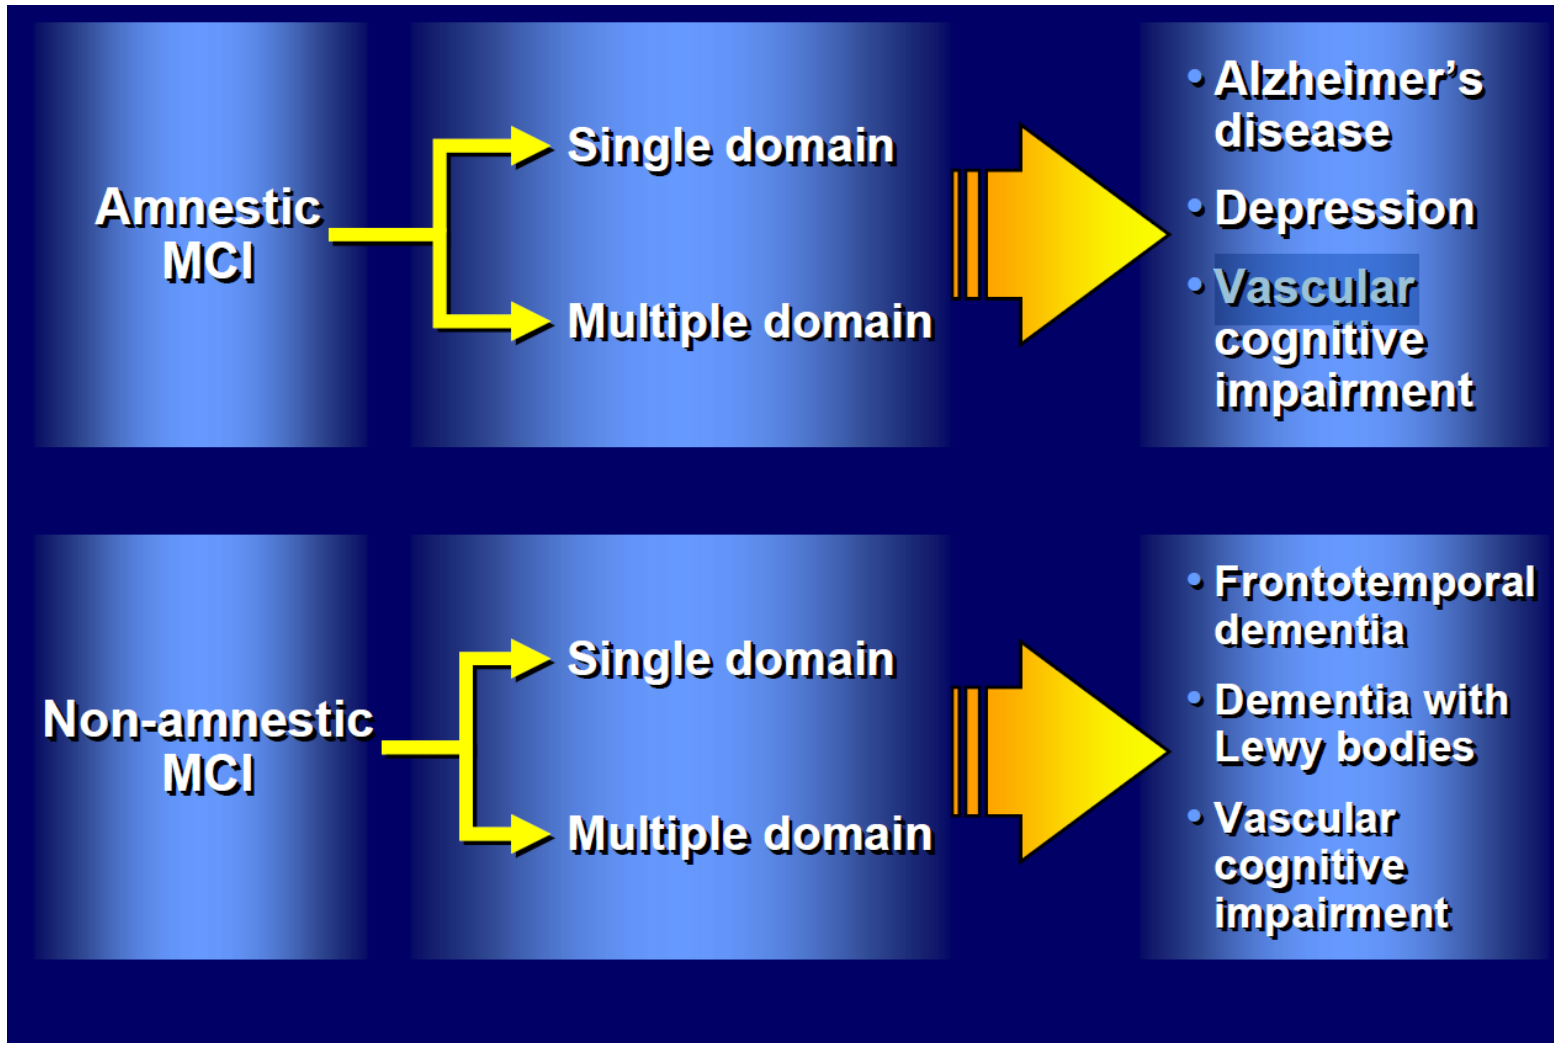 Amnestic
MCI
Single domain
Multiple domain
• Alzheimer's
disease
• Depression
• Vascular
cognitive
impairment
Non-amnestic
MCI
Single domain
Multiple domain
• Frontotemporal
dementia
• Dementia with
Lewy bodies
• Vascular
cognitive
impairment